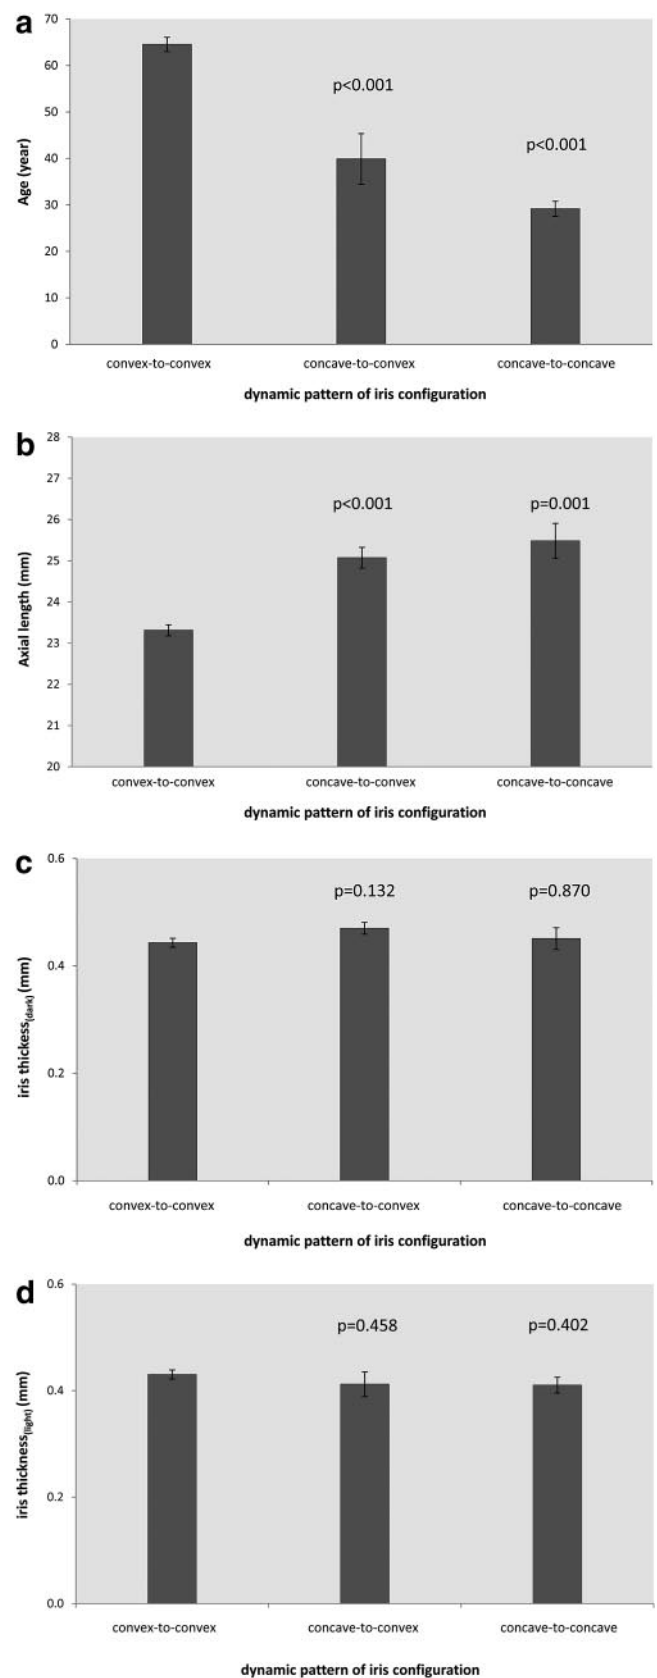 a
70
60
50
40
30
20
10
0
Age (year)
p<0.001
p<0.001
convex-to-convex concave-to-convex concave-to-concave
dynamic pattern of iris configuration
b
28
27
26
25
24
23
22
21
20
Axial length (mm)
p<0.001
p=0.001
convex-to-convex concave-to-convex concave-to-concave
dynamic pattern of iris configuration
c
0.6
0.4
0.2
0.0
iris thickess(dark) (mm)
p=0.132
p=0.870
convex-to-convex concave-to-convex concave-to-concave
dynamic pattern of iris configuration
d
0.6
0.4
0.2
0.0
iris thickness(light) (mm)
p=0.458
p=0.402
convex-to-convex concave-to-convex concave-to-concave
dynamic pattern of iris configuration